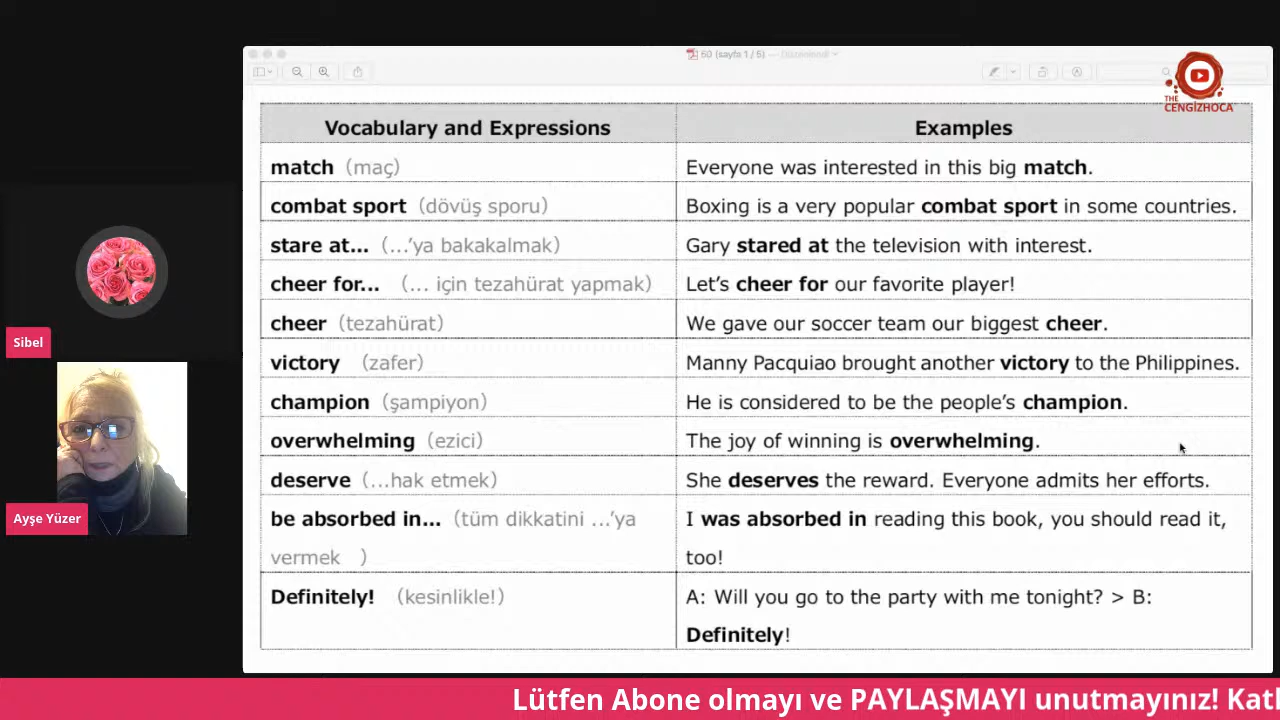 50 (sayfa 1 / 5) — Düzenlendi
THE
CENGİZHOCA
Vocabulary and Expressions
Examples
match (maç)
Everyone was interested in this big match.
combat sport (dövüş sporu)
Boxing is a very popular combat sport in some countries.
stare at... (...’ya bakakalmak)
Gary stared at the television with interest.
cheer for... (... için tezahürat yapmak)
Let’s cheer for our favorite player!
cheer (tezahürat)
We gave our soccer team our biggest cheer.
victory (zafer)
Manny Pacquiao brought another victory to the Philippines.
champion (şampiyon)
He is considered to be the people’s champion.
overwhelming (ezici)
The joy of winning is overwhelming.
deserve (...hak etmek)
She deserves the reward. Everyone admits her efforts.
be absorbed in... (tüm dikkatini ...’ya
vermek )
I was absorbed in reading this book, you should read it,
too!
Definitely! (kesinlikle!)
A: Will you go to the party with me tonight? > B:
Definitely!
Sibel
Ayşe Yüzer
Lütfen Abone olmayı ve PAYLAŞMAYI unutmayınız! Katı